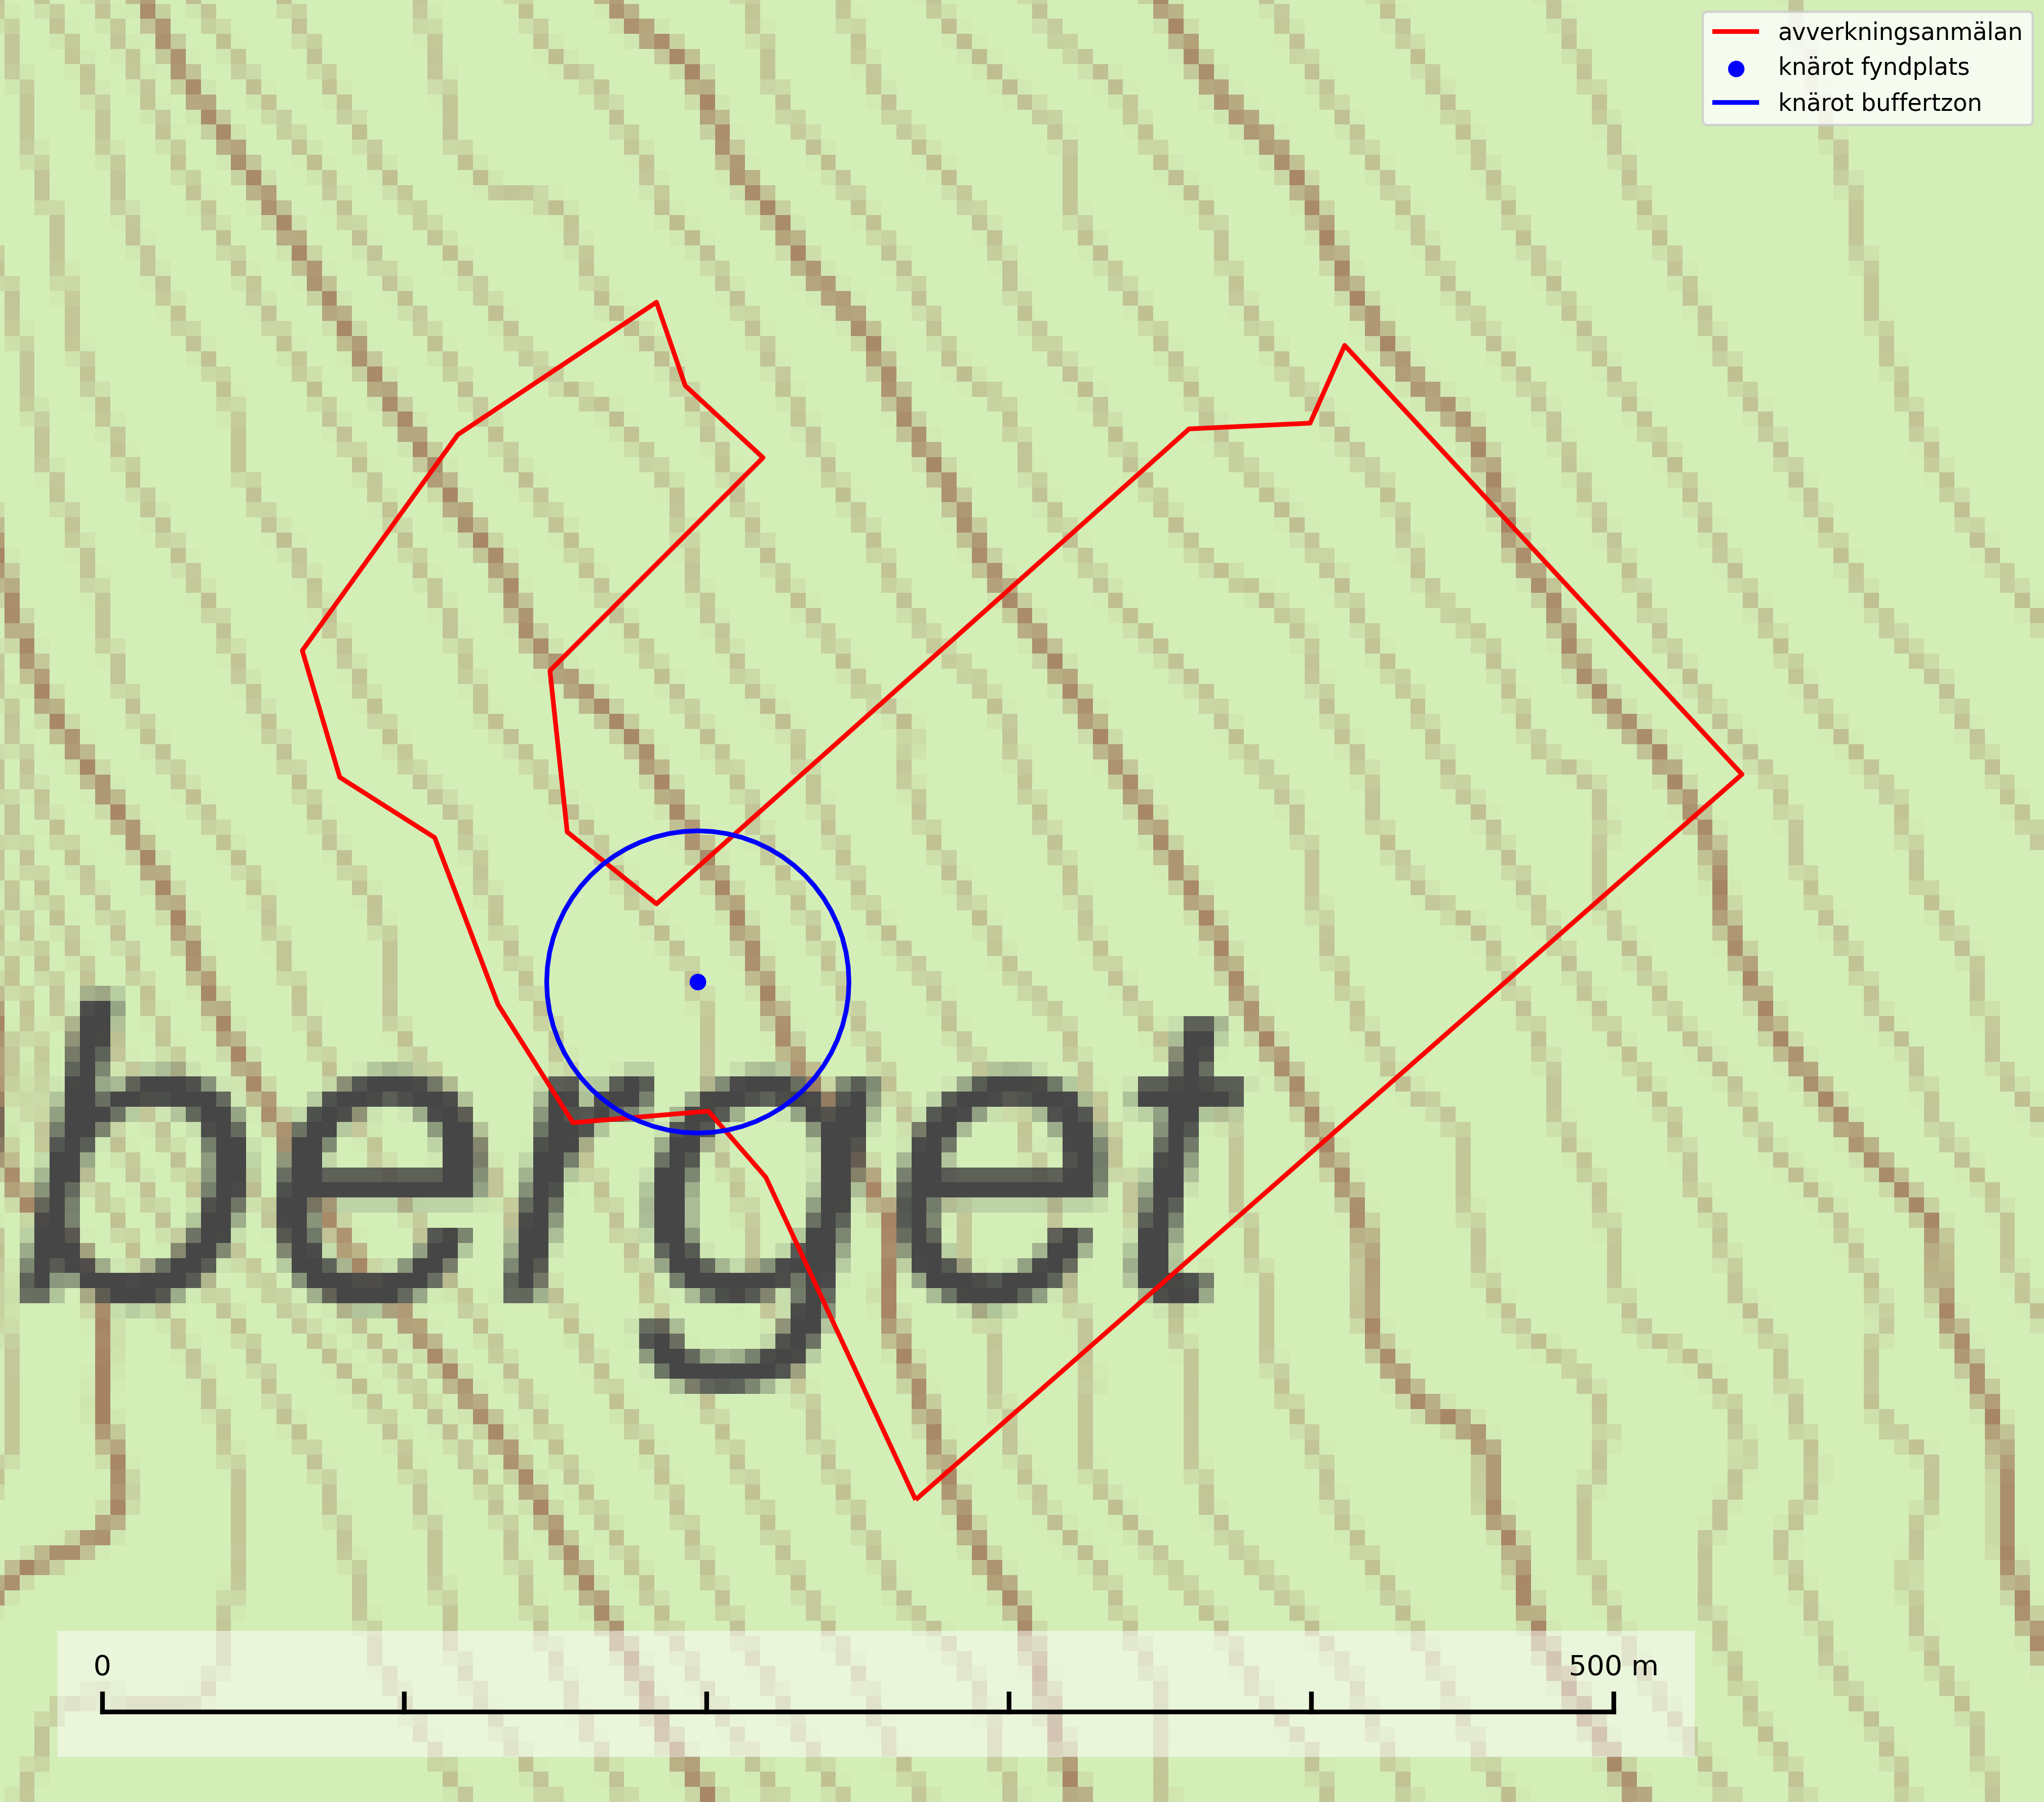 avverkningsanmälan
knärot fyndplats
knärot buffertzon
berget
0 500 m